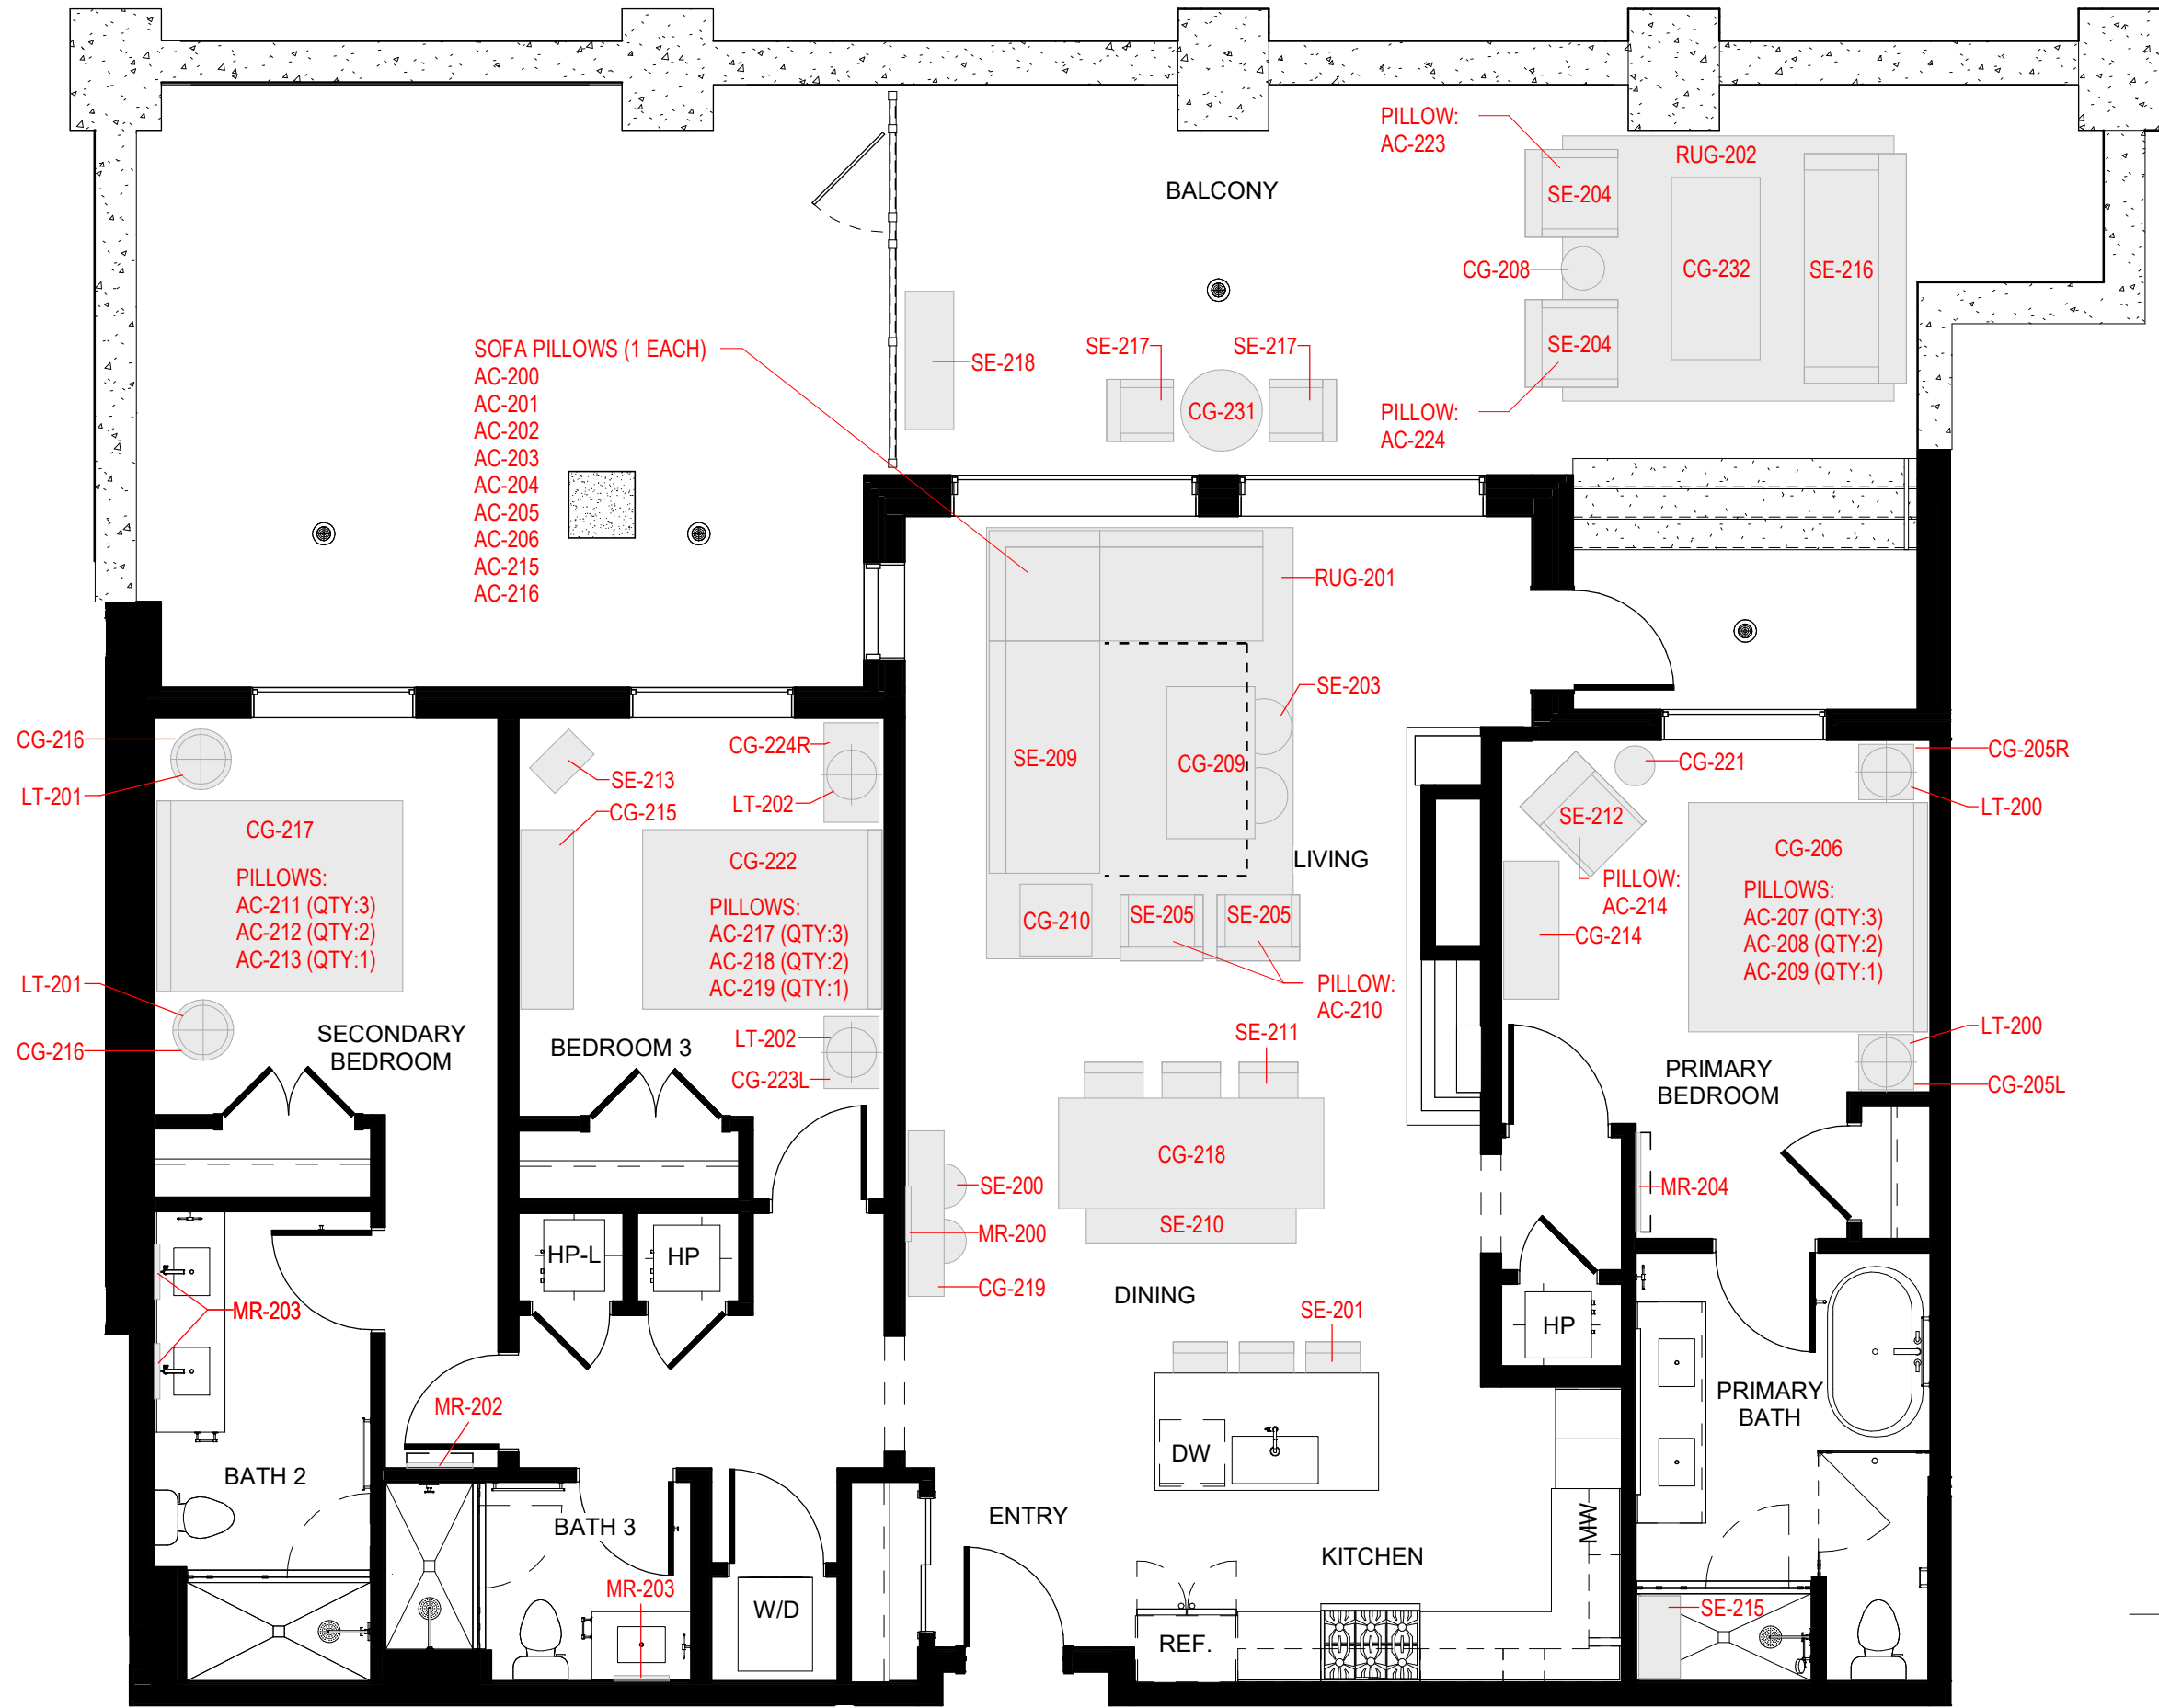 PILLOW:
AC-223
RUG-202
BALCONY
SE-204
CG-208
CG-232
SE-216
SE-204
PILLOW:
AC-224
SE-218
SE-217
SE-217
CG-231
SOFA PILLOWS (1 EACH)
AC-200
AC-201
AC-202
AC-203
AC-204
AC-205
AC-206
AC-215
AC-216
RUG-201
SE-203
SE-209
CG-209
LIVING
CG-210
SE-205
SE-205
PILLOW:
AC-210
CG-216
LT-201
CG-217
PILLOWS:
AC-211 (QTY:3)
AC-212 (QTY:2)
AC-213 (QTY:1)
LT-201
CG-216
SECONDARY
BEDROOM
CG-224R
SE-213
LT-202
CG-215
CG-222
PILLOWS:
AC-217 (QTY:3)
AC-218 (QTY:2)
AC-219 (QTY:1)
LT-202
CG-223L
BEDROOM 3
CG-221
CG-205R
LT-200
SE-212
PILLOW:
AC-214
CG-214
CG-206
PILLOWS:
AC-207 (QTY:3)
AC-208 (QTY:2)
AC-209 (QTY:1)
LT-200
CG-205L
PRIMARY
BEDROOM
MR-204
SE-211
CG-218
SE-210
SE-200
MR-200
CG-219
DINING
SE-201
HP-L
HP
HP
MR-203
MR-202
BATH 2
BATH 3
MR-203
W/D
ENTRY
DW
KITCHEN
MW
REF.
PRIMARY
BATH
SE-215